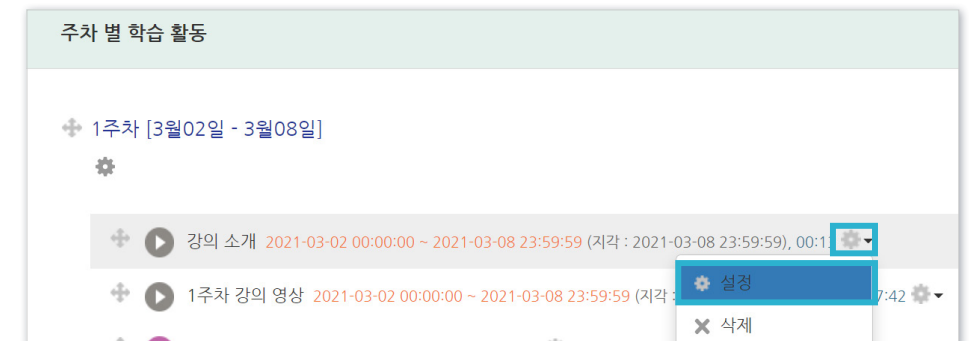 주차 별 학습 활동
1주차 [3월02일 - 3월08일]
강의 소개 2021-03-02 00:00:00 ~ 2021-03-08 23:59:59 (지각 : 2021-03-08 23:59:59), 00:1
설정
1주차 강의 영상 2021-03-02 00:00:00 ~ 2021-03-08 23:59:59 (지각 : 7:42
삭제